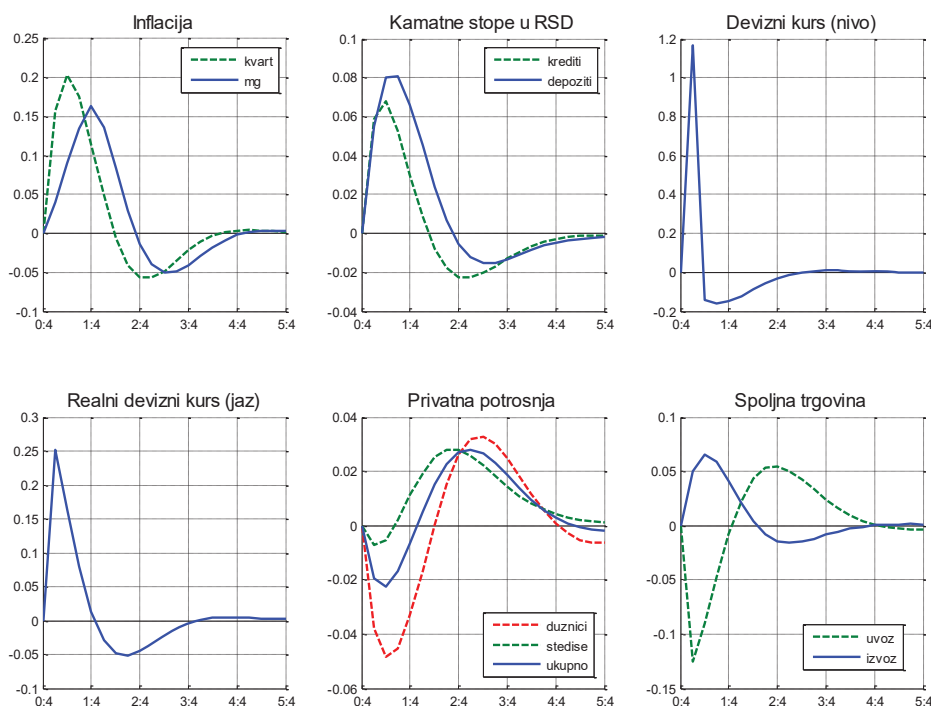 Inflacija
0.25
0.2
0.15
0.1
0.05
0
-0.05
-0.1
0:4 1:4 2:4 3:4 4:4 5:4
kvart
mg
Kamatne stope u RSD
0.1
0.08
0.06
0.04
0.02
0
-0.02
-0.04
0:4 1:4 2:4 3:4 4:4 5:4
krediti
depoziti
Devizni kurs (nivo)
1.2
1
0.8
0.6
0.4
0.2
0
-0.2
0:4 1:4 2:4 3:4 4:4 5:4
Realni devizni kurs (jaz)
0.3
0.25
0.2
0.15
0.1
0.05
0
-0.05
-0.1
0:4 1:4 2:4 3:4 4:4 5:4
Privatna potrosnja
0.04
0.02
0
-0.02
-0.04
-0.06
0:4 1:4 2:4 3:4 4:4 5:4
duznici
stedise
ukupno
Spoljna trgovina
0.1
0.05
0
-0.05
-0.1
-0.15
0:4 1:4 2:4 3:4 4:4 5:4
uvoz
izvoz